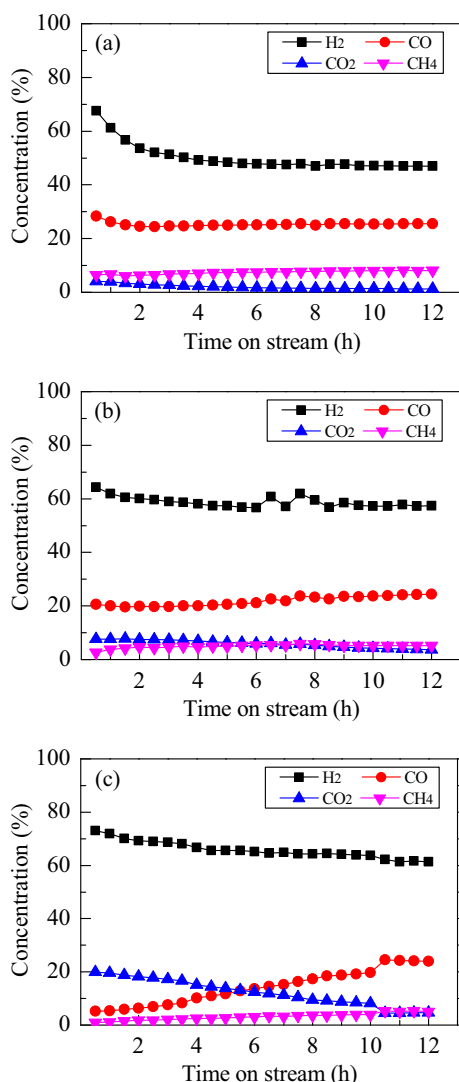 (a)
H2 CO
CO2 CH4
Concentration (%)
100
80
60
40
20
0
2 4 6 8 10 12
Time on stream (h)
(b)
H2 CO
CO2 CH4
Concentration (%)
100
80
60
40
20
0
2 4 6 8 10 12
Time on stream (h)
(c)
H2 CO
CO2 CH4
Concentration (%)
100
80
60
40
20
0
2 4 6 8 10 12
Time on stream (h)